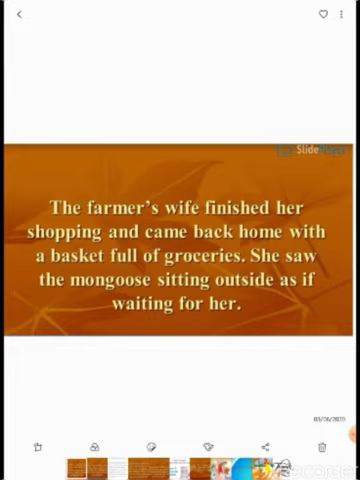 SlidePlayer
The farmer's wife finished her
shopping and came back home with
a basket full of groceries. She saw
the mongoose sitting outside as if
waiting for her.